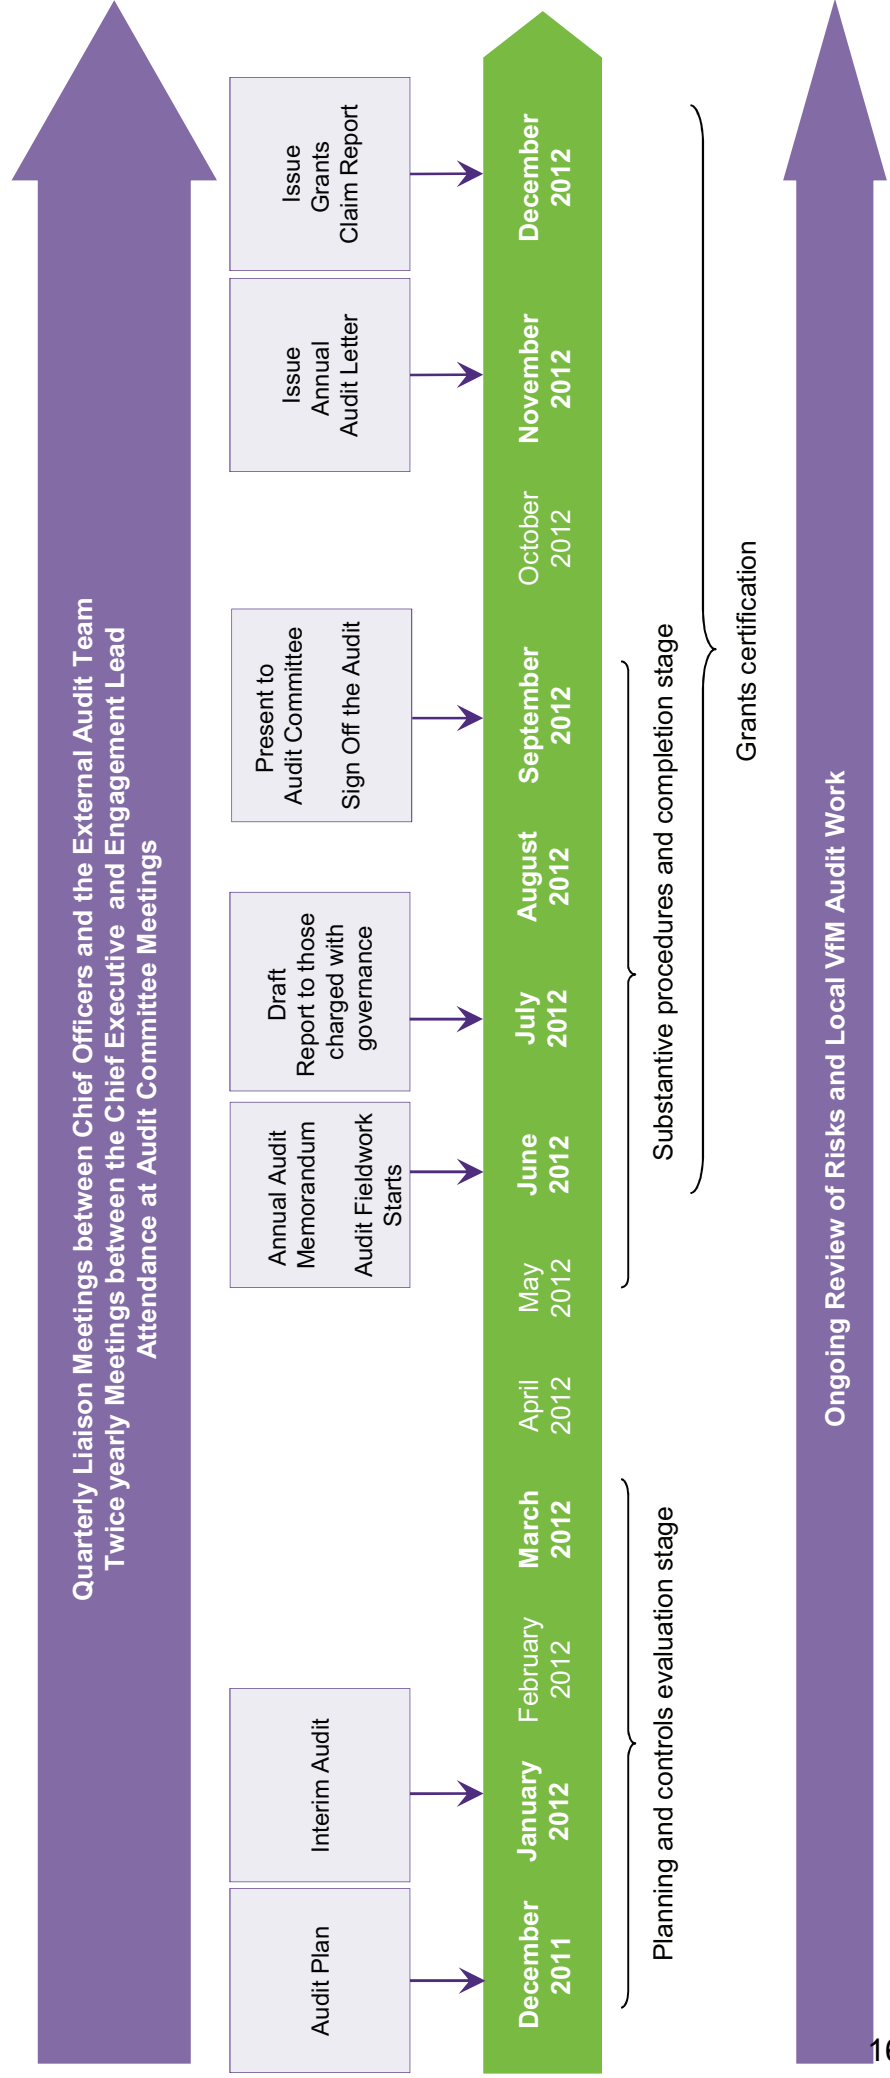 Quarterly Liaison Meetings between Chief Officers and the External Audit Team
Twice yearly Meetings between the Chief Executive and Engagement Lead
Attendance at Audit Committee Meetings
Audit Plan
Interim Audit
Annual Audit
Memorandum
Audit Fieldwork
Starts
Draft
Report to those
charged with
governance
Present to
Audit Committee
Sign Off the Audit
Issue
Annual
Audit Letter
Issue
Grants
Claim Report
December
2011
January
2012
February
2012
March
2012
April
2012
May
2012
June
2012
July
2012
August
2012
September
2012
October
2012
November
2012
December
2012
Planning and controls evaluation stage
Substantive procedures and completion stage
Grants certification
Ongoing Review of Risks and Local VfM Audit Work
16